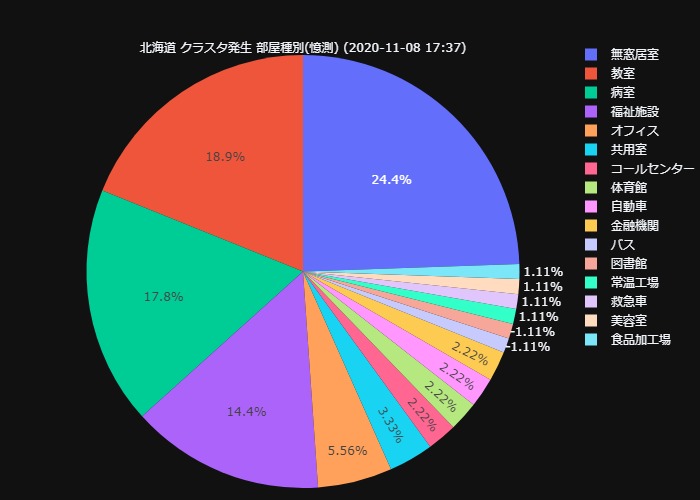 北海道 クラスタ発生 部屋種別(憶測) (2020-11-08 17:37)
24.4%
18.9%
17.8%
14.4%
5.56%
3.33%
2.22%
2.22%
2.22%
2.22%
1.11%
1.11%
1.11%
1.11%
1.11%
1.11%
無窓居室
教室
病室
福祉施設
オフィス
共用室
コールセンター
体育館
自動車
金融機関
バス
図書館
常温工場
救急車
美容室
食品加工場